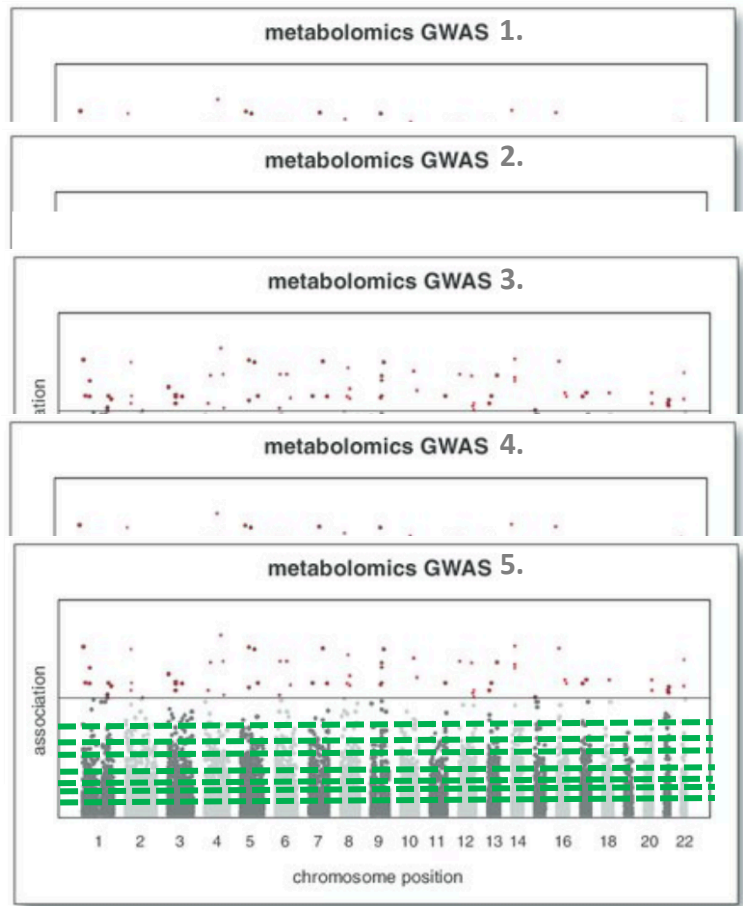 metabolomics GWAS 1.
metabolomics GWAS 2.
metabolomics GWAS 3.
ation
metabolomics GWAS 4.
metabolomics GWAS 5.
association
1 2 3 4 5 6 7 8 9 10 11 12 13 14 16 18 20 22
chromosome position